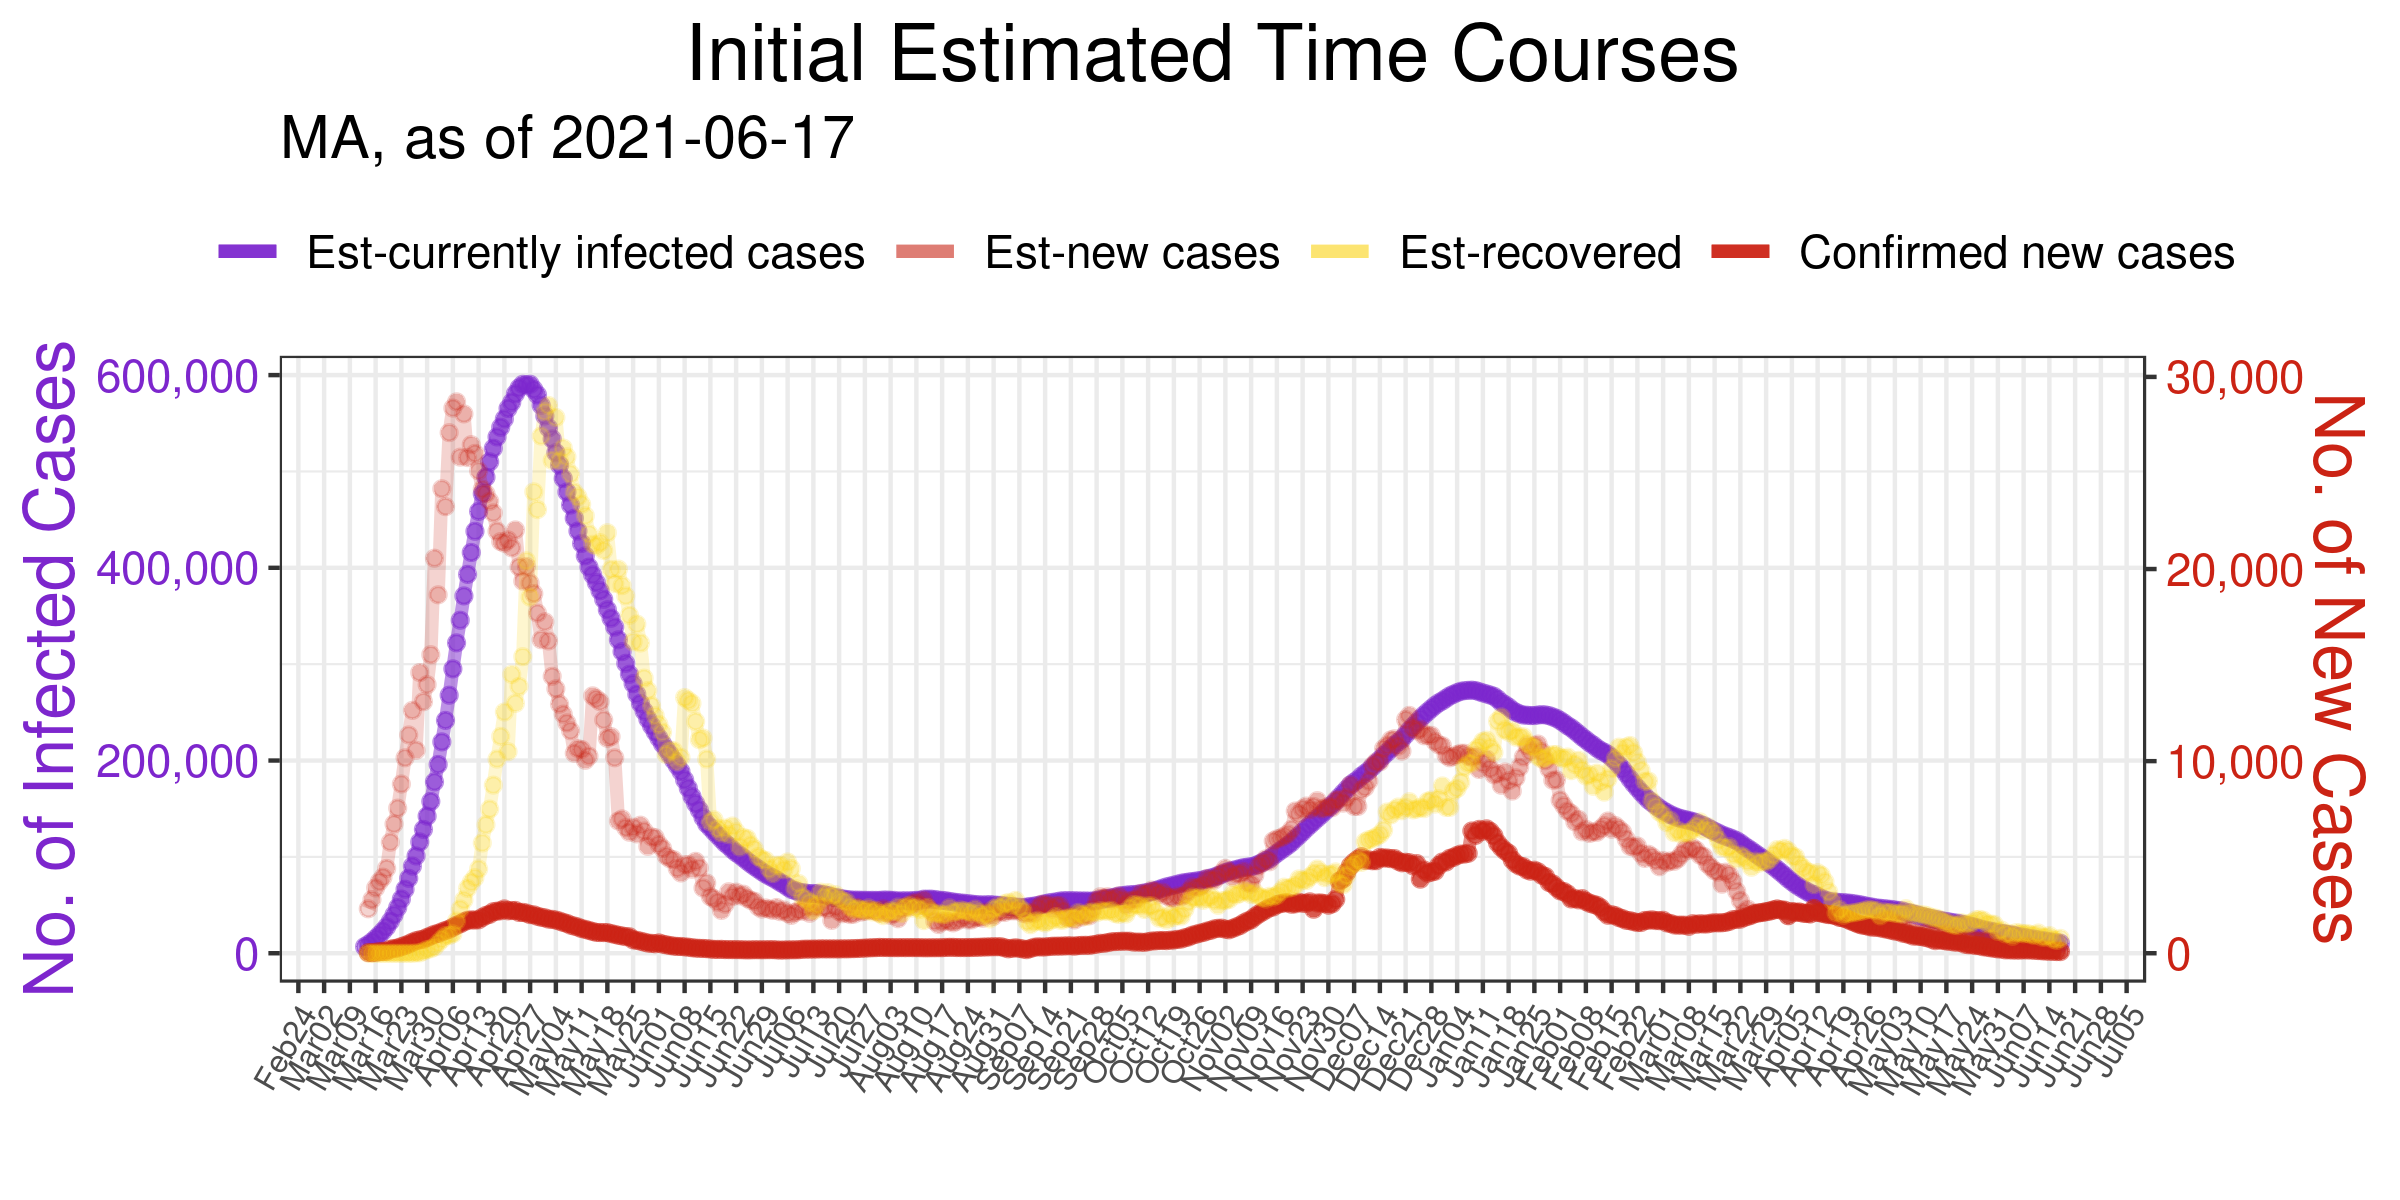 Initial Estimated Time Courses
MA, as of 2021-06-17
Est-currently infected cases Est-new cases Est-recovered Confirmed new cases
No. of Infected Cases
600,000
400,000
200,000
0
30,000
20,000
10,000
0
No. of New Cases
Feb24 Mar02 Mar09 Mar16 Mar23 Mar30 Apr06 Apr13 Apr20 Apr27 May04 May11 May18 May25 Jun01 Jun08 Jun15 Jun22 Jun29 Jul06 Jul13 Jul20 Jul27 Aug03 Aug10 Aug17 Aug24 Aug31 Sep07 Sep14 Sep21 Sep28 Oct05 Oct12 Oct19 Oct26 Nov02 Nov09 Nov16 Nov23 Nov30 Dec07 Dec14 Dec21 Dec28 Jan04 Jan11 Jan18 Jan25 Feb01 Feb08 Feb15 Feb22 Mar01 Mar08 Mar15 Mar22 Mar29 Apr05 Apr12 Apr19 Apr26 May03 May10 May17 May24 May31 Jun07 Jun14 Jun21 Jun28 Jul05